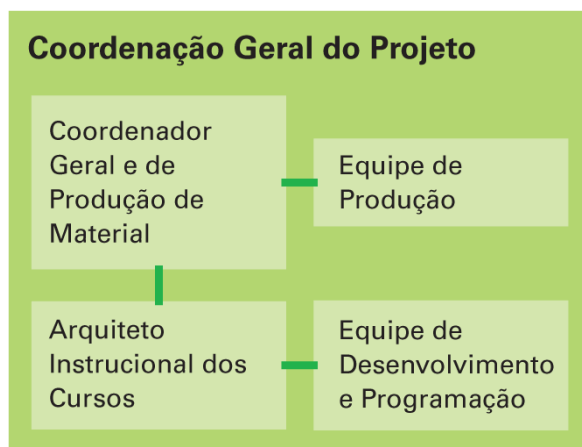 Coordenação Geral do Projeto
Coordenador
Geral e de
Produção de
Material
Equipe de
Produção
Arquiteto
Instrucional dos
Cursos
Equipe de
Desenvolvimento
e Programação